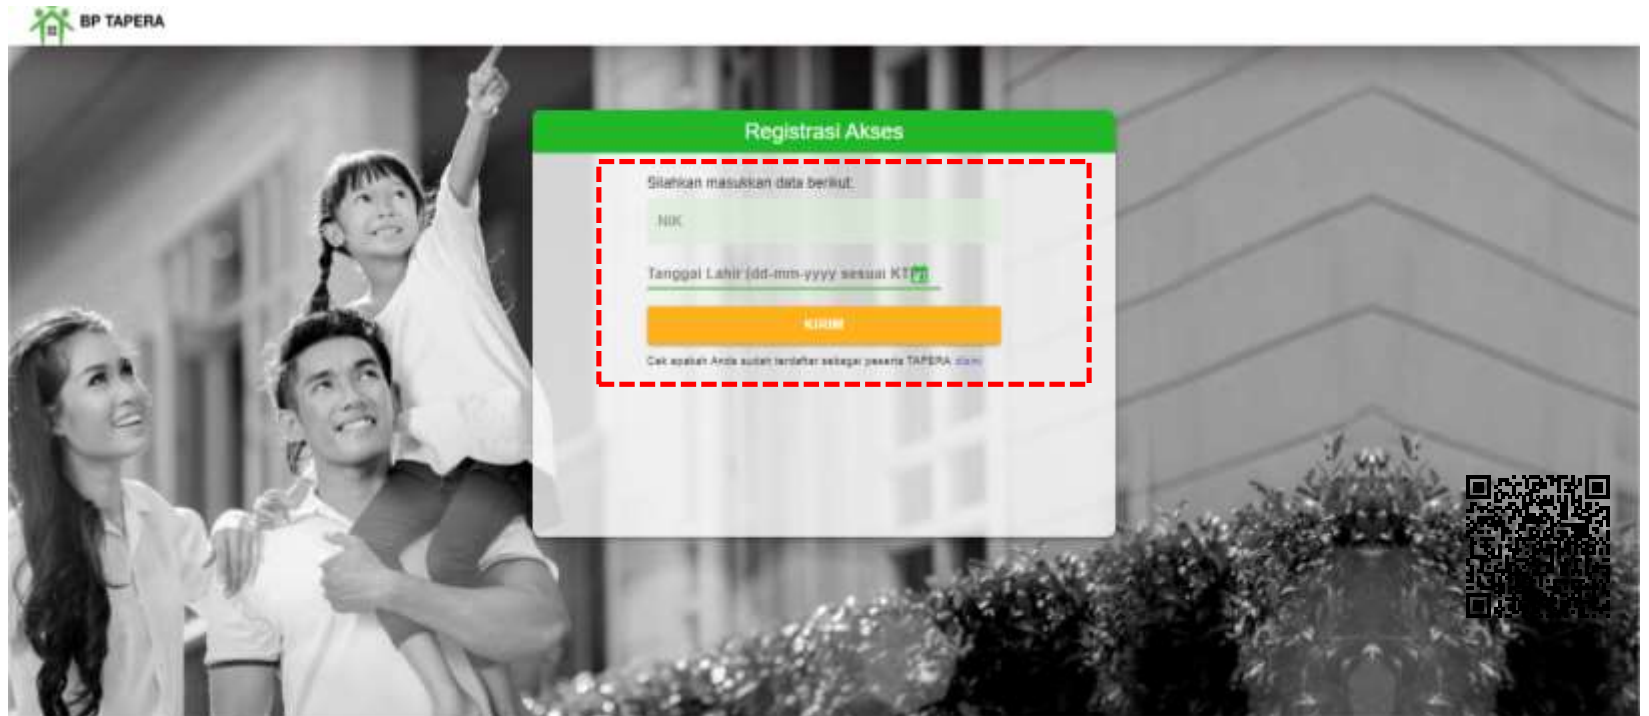 BP TAPERA
Registrasi Akses
Silahkan masukkan data berikut:
NIK
Tanggal Lahir (dd-mm-yyyy sesuai KTP)
KIRIM
Cek apakah Anda sudah terdaftar sebagai peserta TAPERA disini